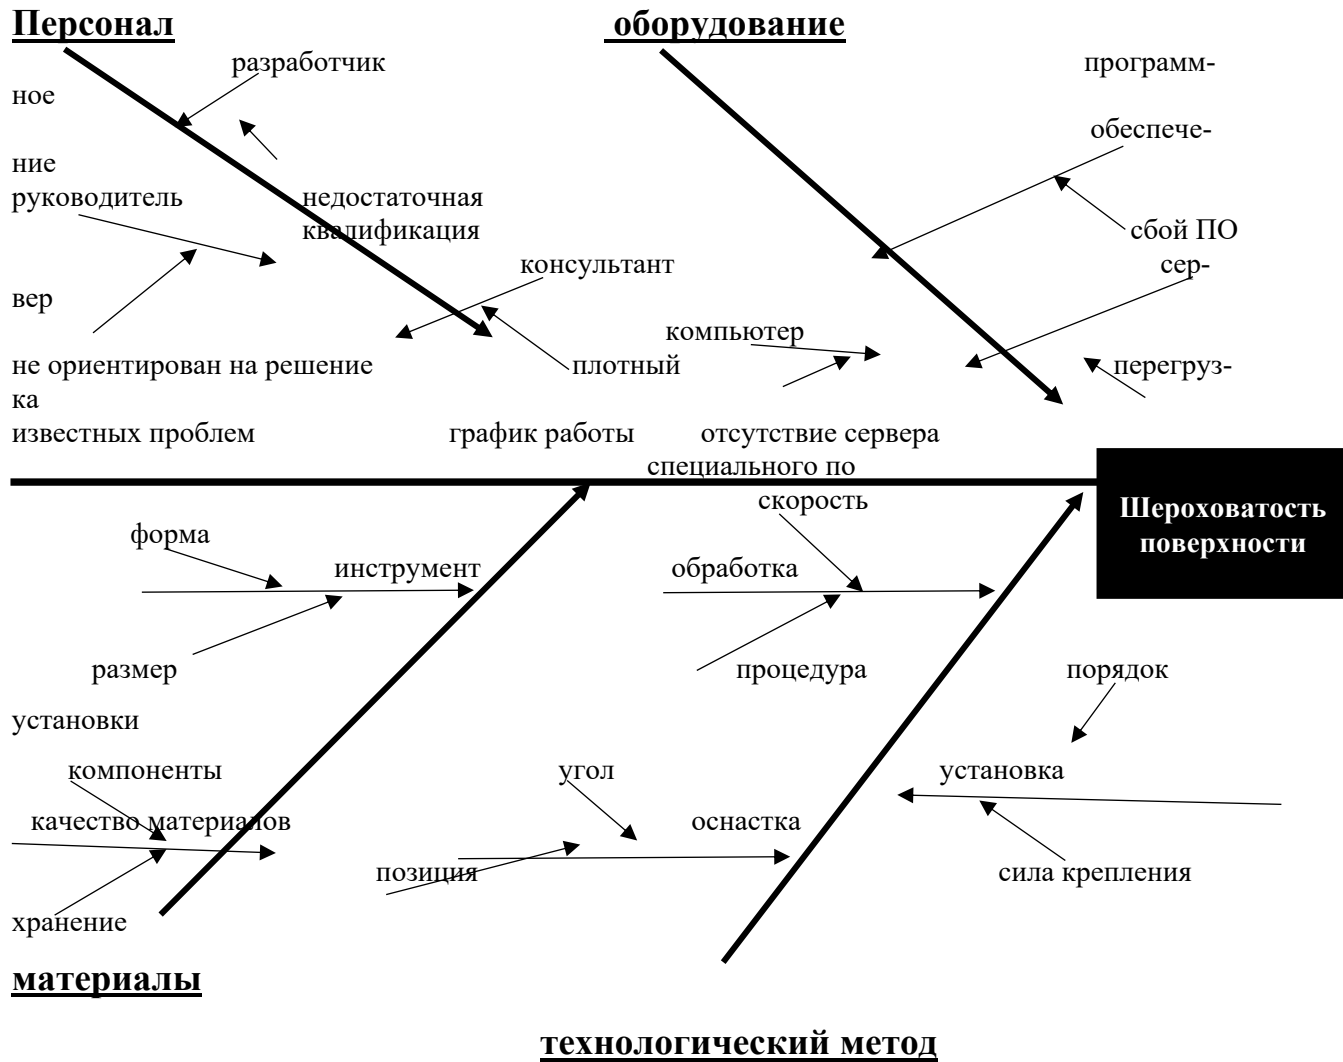 Персонал оборудование
разработчик программ-
ное
обеспече-
ние
руководитель недостаточная
квалификация сбой ПО
консультант сер-
вер
компьютер
не ориентирован на решение плотный перегруз-
ка
известных проблем график работы отсутствие сервера
специального по
скорость
Шероховатость
поверхности
форма
инструмент обработка
размер процедура порядок
установки
компоненты угол установка
качество материалов оснастка
позиция сила крепления
хранение
материалы
технологический метод